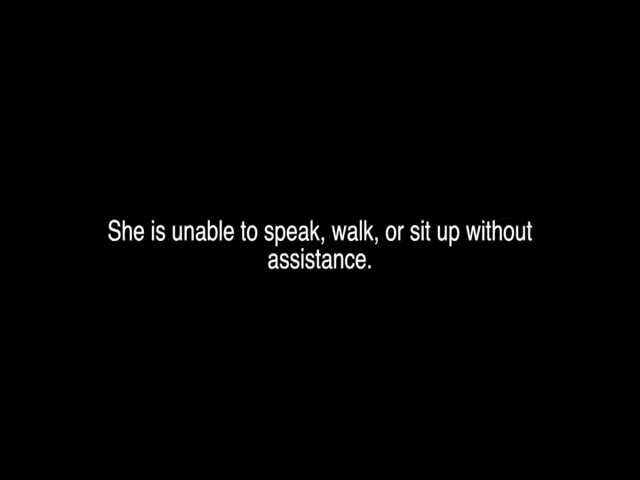 She is unable to speak, walk, or sit up without
assistance.